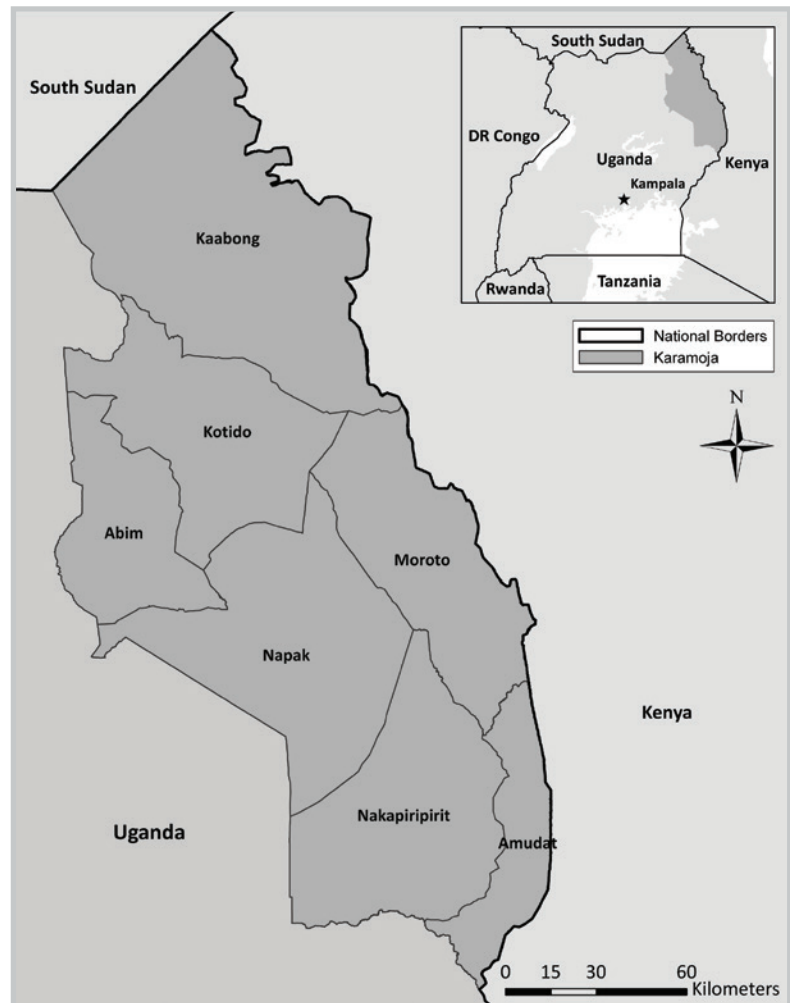 South Sudan
Kaabong
Kotido
Abim
Moroto
Napak
Nakapiripirit
Amudat
Uganda
Kenya
South Sudan
DR Congo
Uganda
Kenya
Kampala
Rwanda
Tanzania
National Borders
Karamoja
N
0 15 30 60
Kilometers